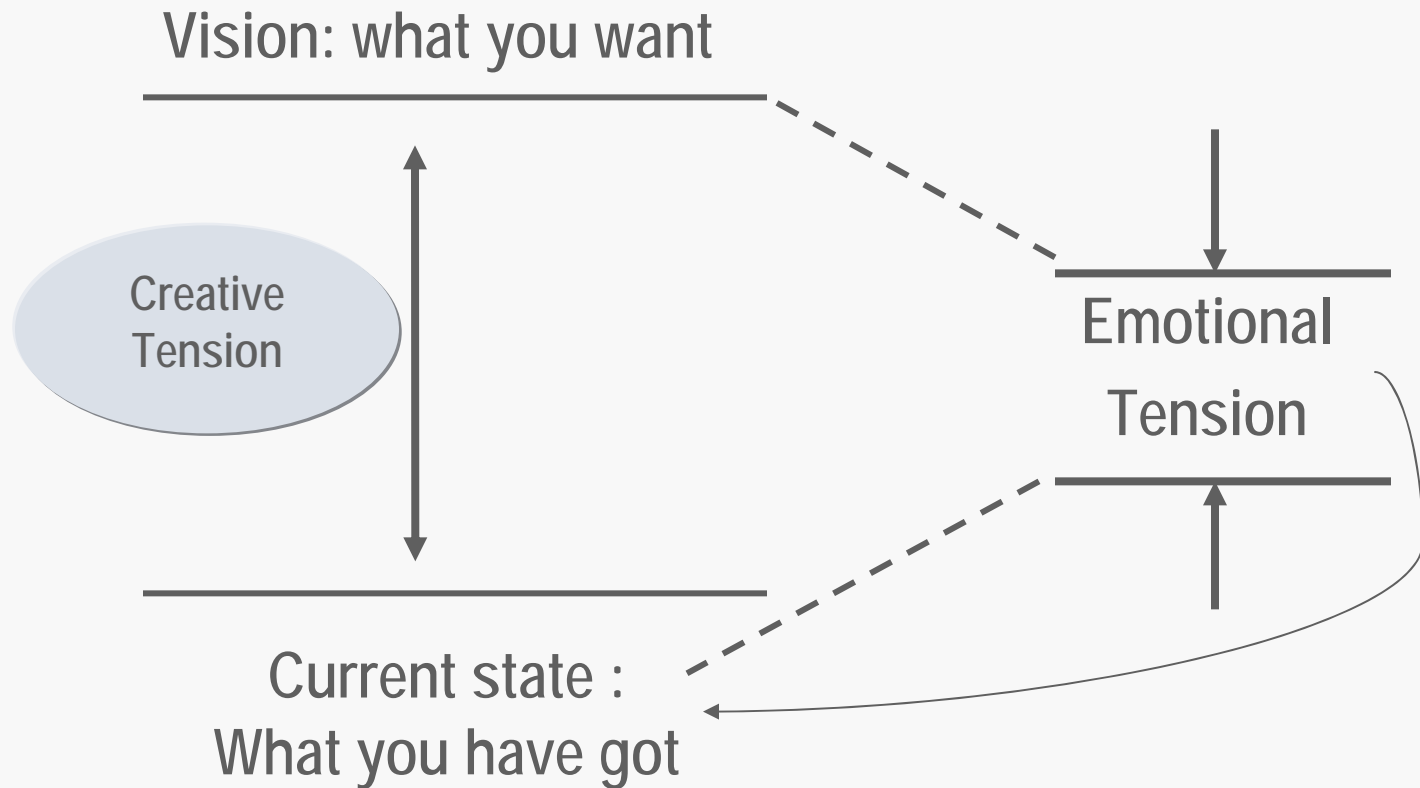 Vision: what you want
Creative
Tension
Emotional
Tension
Current state :
What you have got